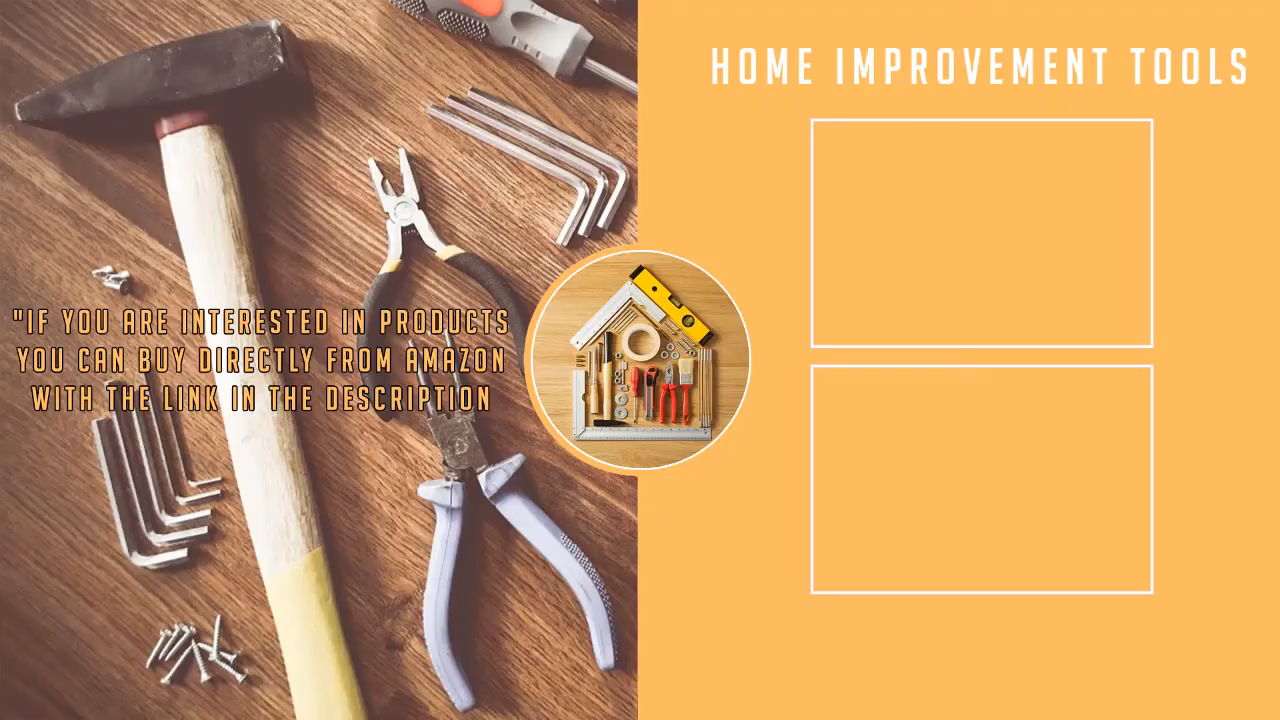 HOME IMPROVEMENT TOOLS
"IF YOU ARE INTERESTED IN PRODUCTS
YOU CAN BUY DIRECTLY FROM AMAZON
WITH THE LINK IN THE DESCRIPTION